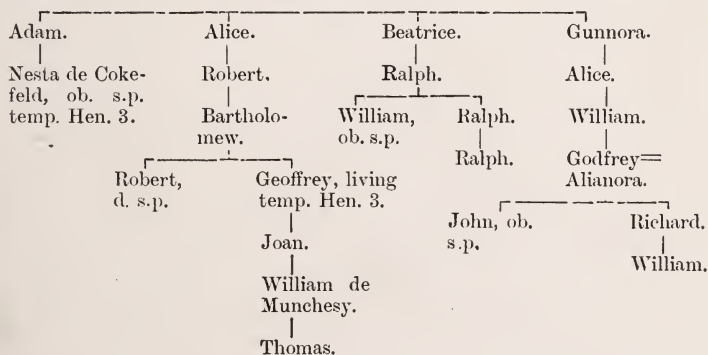 Adam. Alice. Beatrice. Gunnora.
Nesta de Coke-
feld, ob. s.p.
temp. Hen. 3.
Robert. Ralph. Alice.
Bartholo-
mew.
William,
ob. s.p.
Ralph. William.
Ralph. Godfrey=
Alianora.
Robert,
d. s.p.
Geoffrey, living
temp. Hen. 3.
John, ob.
s.p.
Richard.
Joan. William.
William de
Munchesy.
Thomas.